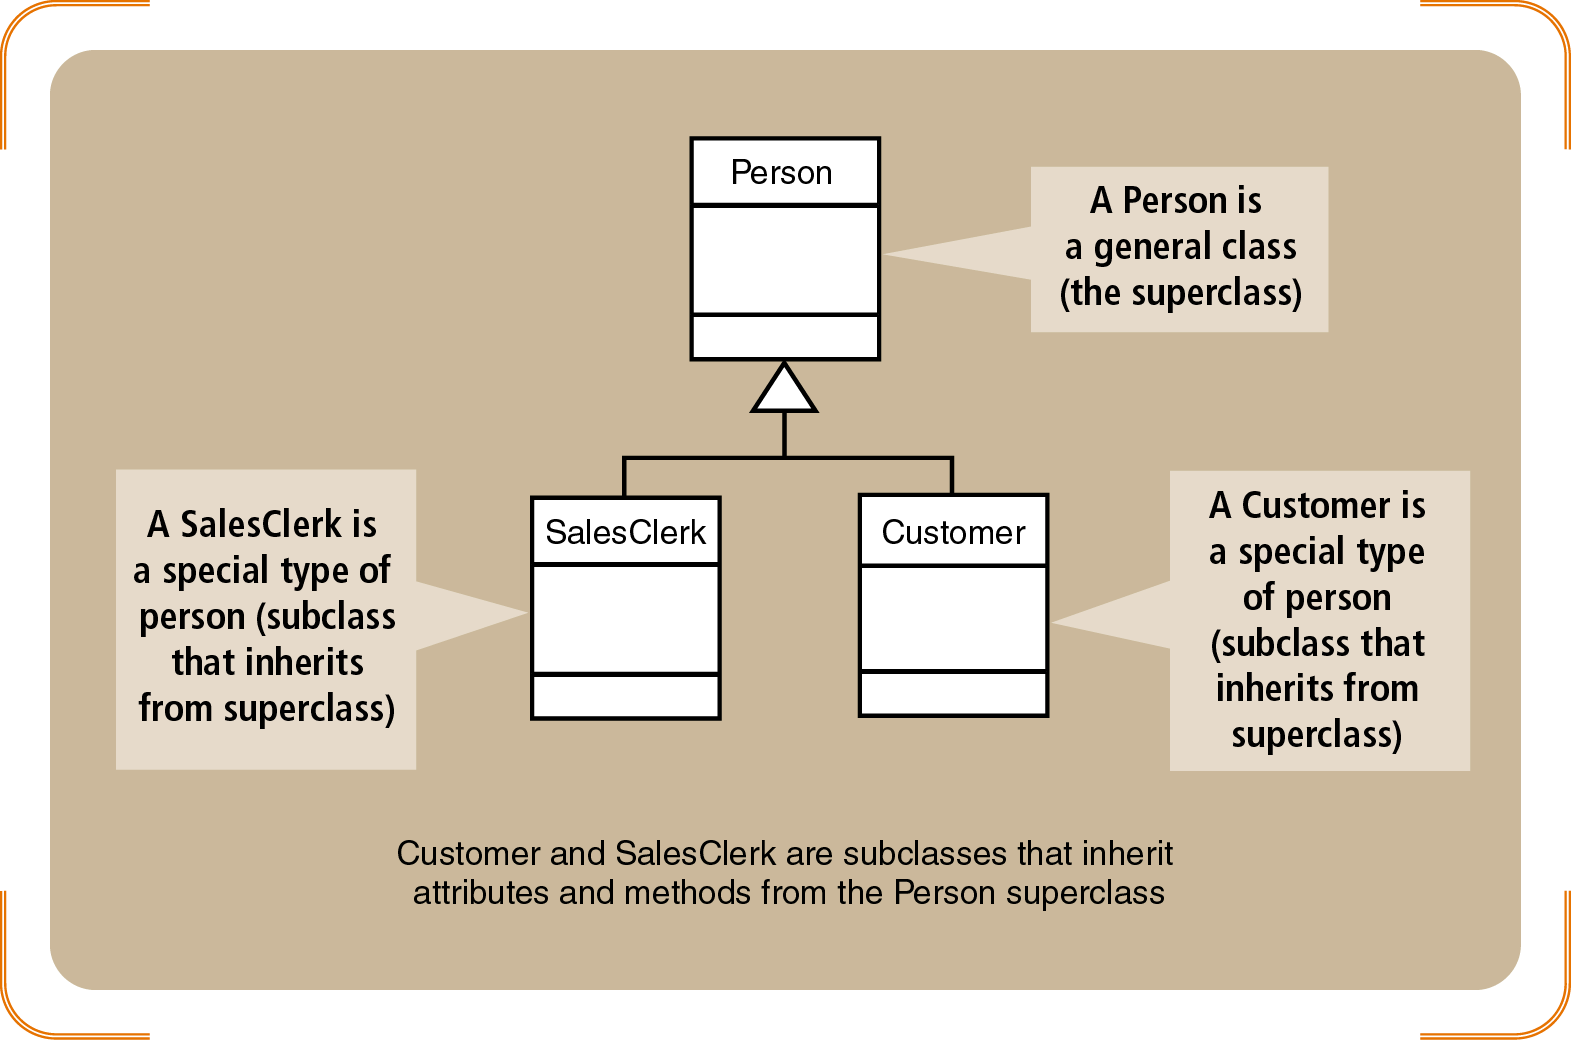 Person
A Person is
a general class
(the superclass)
A SalesClerk is
a special type of
person (subclass
that inherits
from superclass)
SalesClerk
Customer
A Customer is
a special type
of person
(subclass that
inherits from
superclass)
Customer and SalesClerk are subclasses that inherit
attributes and methods from the Person superclass